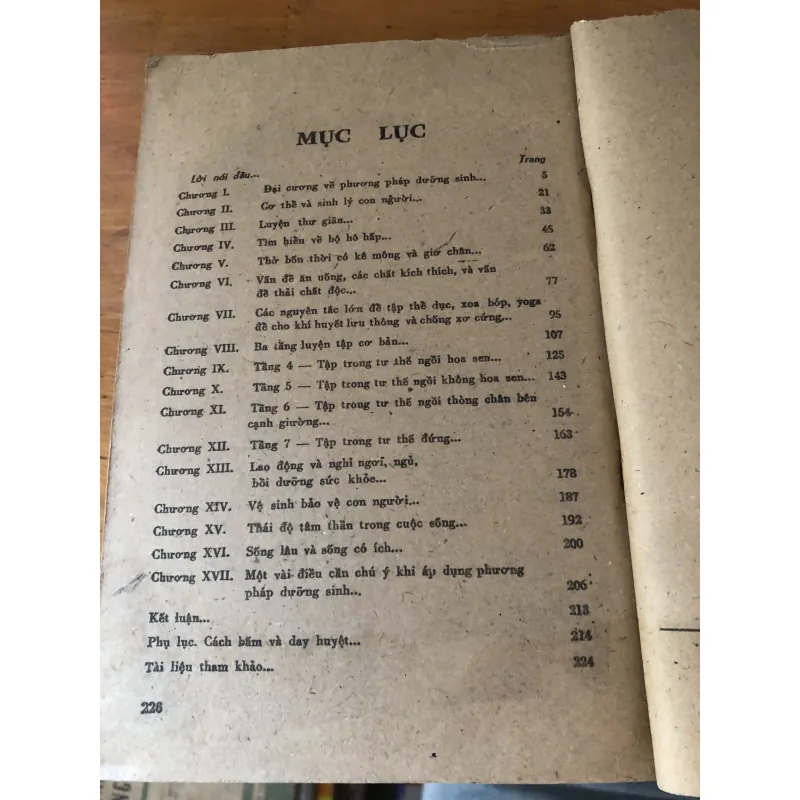 MỤC LỤC
Trang
Lời nói đầu... 5
Chương I. Đại cương về phương pháp dưỡng sinh... 21
Chương II. Cơ thể và sinh lý con người... 33
Chương III. Luyện thư giãn... 45
Chương IV. Tìm hiểu về bộ hô hấp... 62
Chương V. Thở bốn thời có kê mông và giơ chân...
Chương VI. Vấn đề ăn uống, các chất kích thích, và vấn
đề thải chất độc... 77
Chương VII. Các nguyên tắc lớn để tập thể dục, xoa bóp, yoga
để cho khí huyết lưu thông và chống xơ cứng... 95
Chương VIII. Ba tầng luyện tập cơ bản... 107
Chương IX. Tầng 4 — Tập trong tư thế ngồi hoa sen... 125
Chương X. Tầng 5 — Tập trong tư thế ngồi không hoa sen... 143
Chương XI. Tầng 6 — Tập trong tư thế ngồi thòng chân bên
cạnh giường... 154
Chương XII. Tầng 7 — Tập trong tư thế đứng... 163
Chương XIII. Lao động và nghỉ ngơi, ngủ,
bồi dưỡng sức khỏe... 178
Chương XIV. Vệ sinh bảo vệ con người... 187
Chương XV. Thái độ tâm thần trong cuộc sống... 192
Chương XVI. Sống lâu và sống có ích... 200
Chương XVII. Một vài điều cần chú ý khi áp dụng phương
pháp dưỡng sinh... 206
Kết luận... 213
Phụ lục. Cách bấm và day huyệt... 214
Tài liệu tham khảo... 224
226